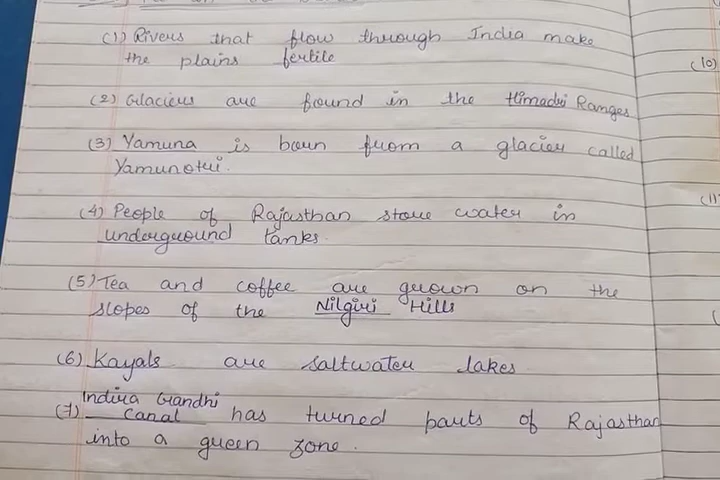 (1) Rivers that flow through India make
the plains fertile
(2) Glaciers are found in the Himadri Ranges
(3) Yamuna is born from a glacier called
Yamunotri.
(4) People of Rajasthan store water in
underground tanks.
(5) Tea and coffee are grown on the
slopes of the Nilgiri Hills
(6) Kayals are saltwater lakes
Indira Gandhi
(7) canal has turned parts of Rajasthan
into a green zone.
(10)
(11)